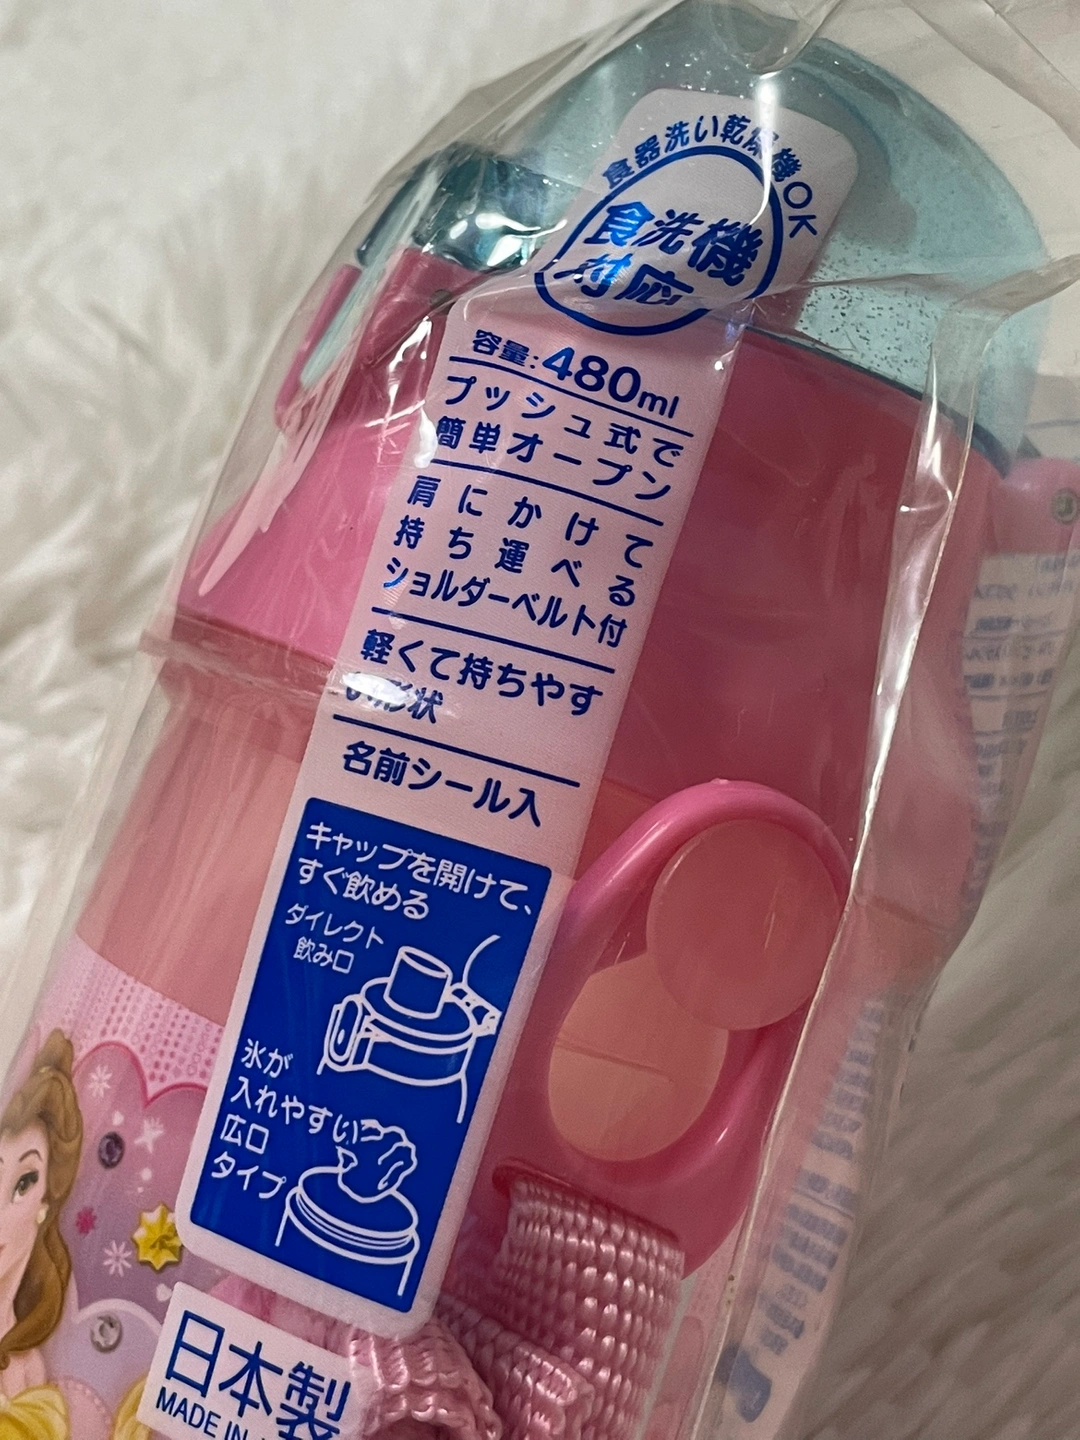 食器洗い乾燥機OK
食洗機
対応
容量:480ml
プッシュ式で
簡単オープン
肩にかけて
持ち運べる
ショルダーベルト付
軽くて持ちやす
い形状
名前シール入
キャップを開けて、
すぐ飲める
ダイレクト
飲み口
氷が
入れやすい
広口
タイプ
日本製
MADE IN